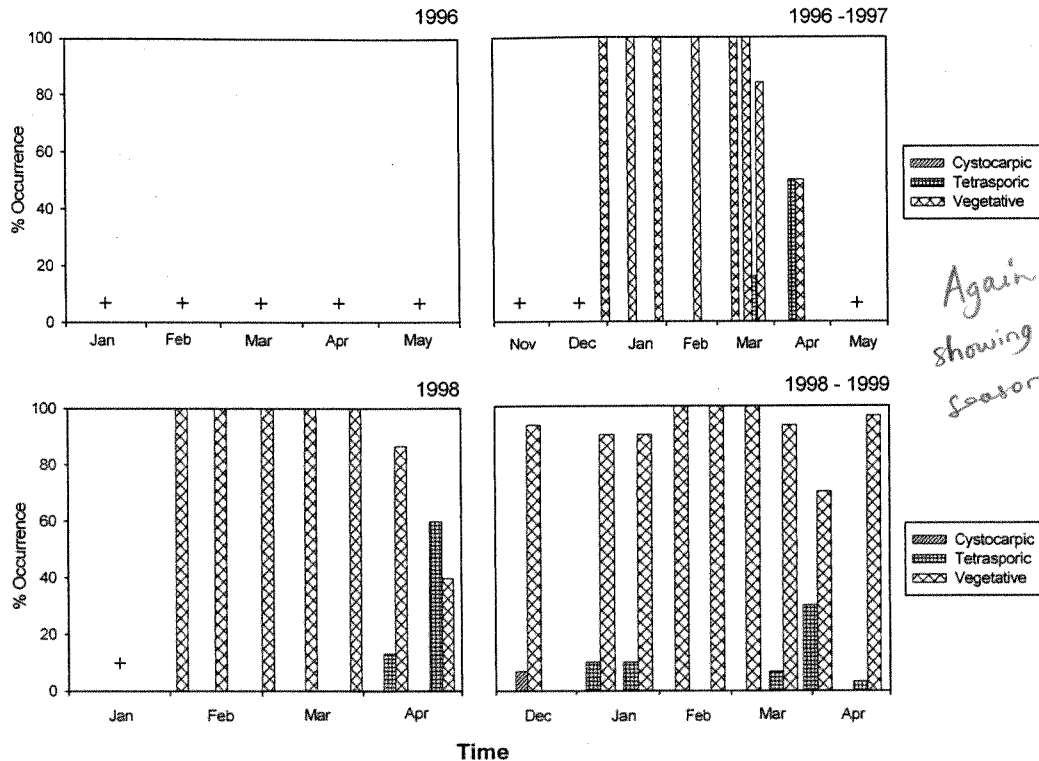 1996
1996 -1997
100
80
60
40
20
0
% Occurrence
+ + + + +
Jan Feb Mar Apr May
+ + +
Nov Dec Jan Feb Mar Apr May
Cystocarpic
Tetrasporic
Vegetative
Again
showing
season
1998
1998 - 1999
100
80
60
40
20
0
% Occurrence
+
Jan Feb Mar Apr
Dec Jan Feb Mar Apr
Cystocarpic
Tetrasporic
Vegetative
Time